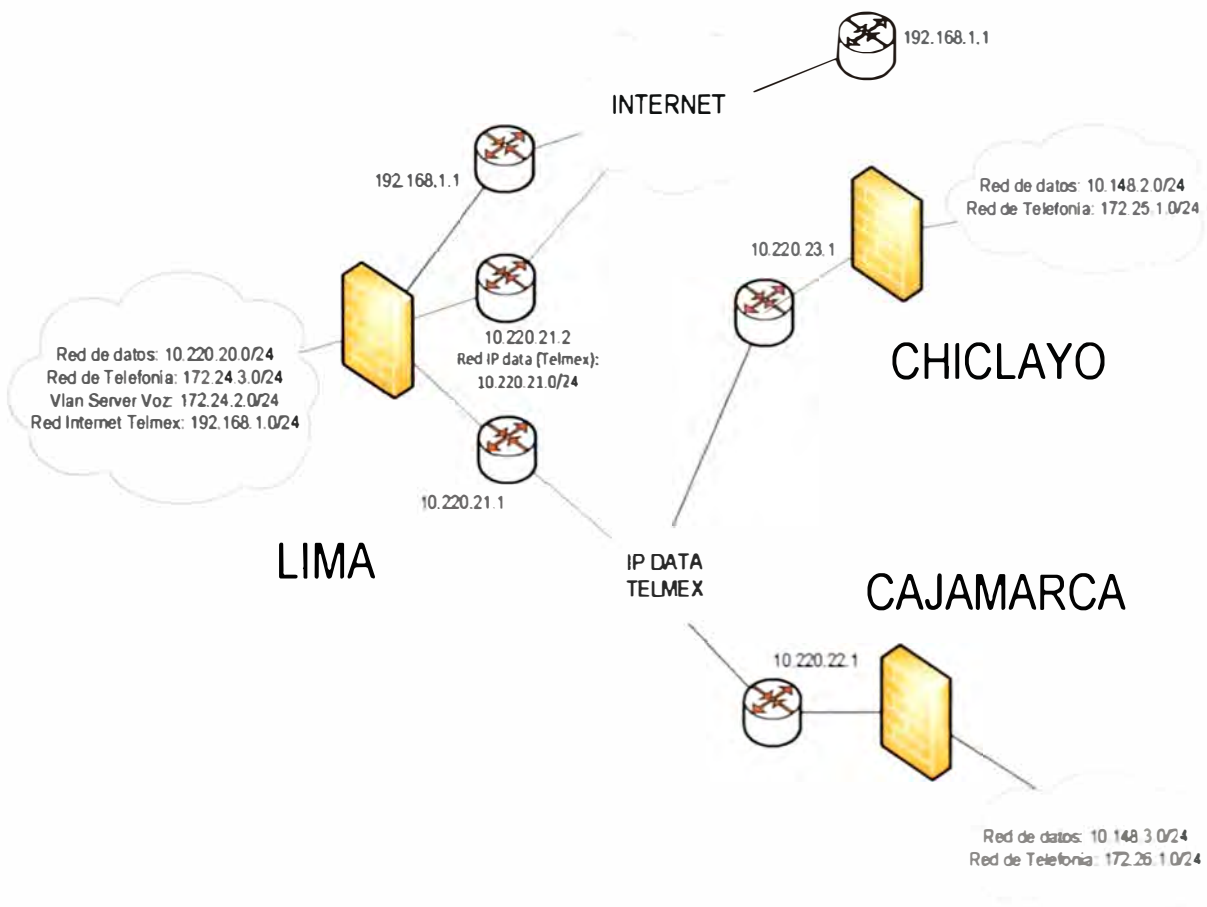 192.168.1.1
INTERNET
192.168.1.1
Red de datos: 10.148.2.0/24
Red de Telefonia: 172.25.1.0/24
10.220.23.1
10.220.21.2
Red IP data (Telmex):
10.220.21.0/24
Red de datos: 10.220.20.0/24
Red de Telefonia: 172.24.3.0/24
Vlan Server Voz: 172.24.2.0/24
Red Internet Telmex: 192.168.1.0/24
CHICLAYO
10.220.21.1
LIMA
IP DATA
TELMEX
CAJAMARCA
10.220.22.1
Red de datos: 10.148.3.0/24
Red de Telefonia: 172.26.1.0/24